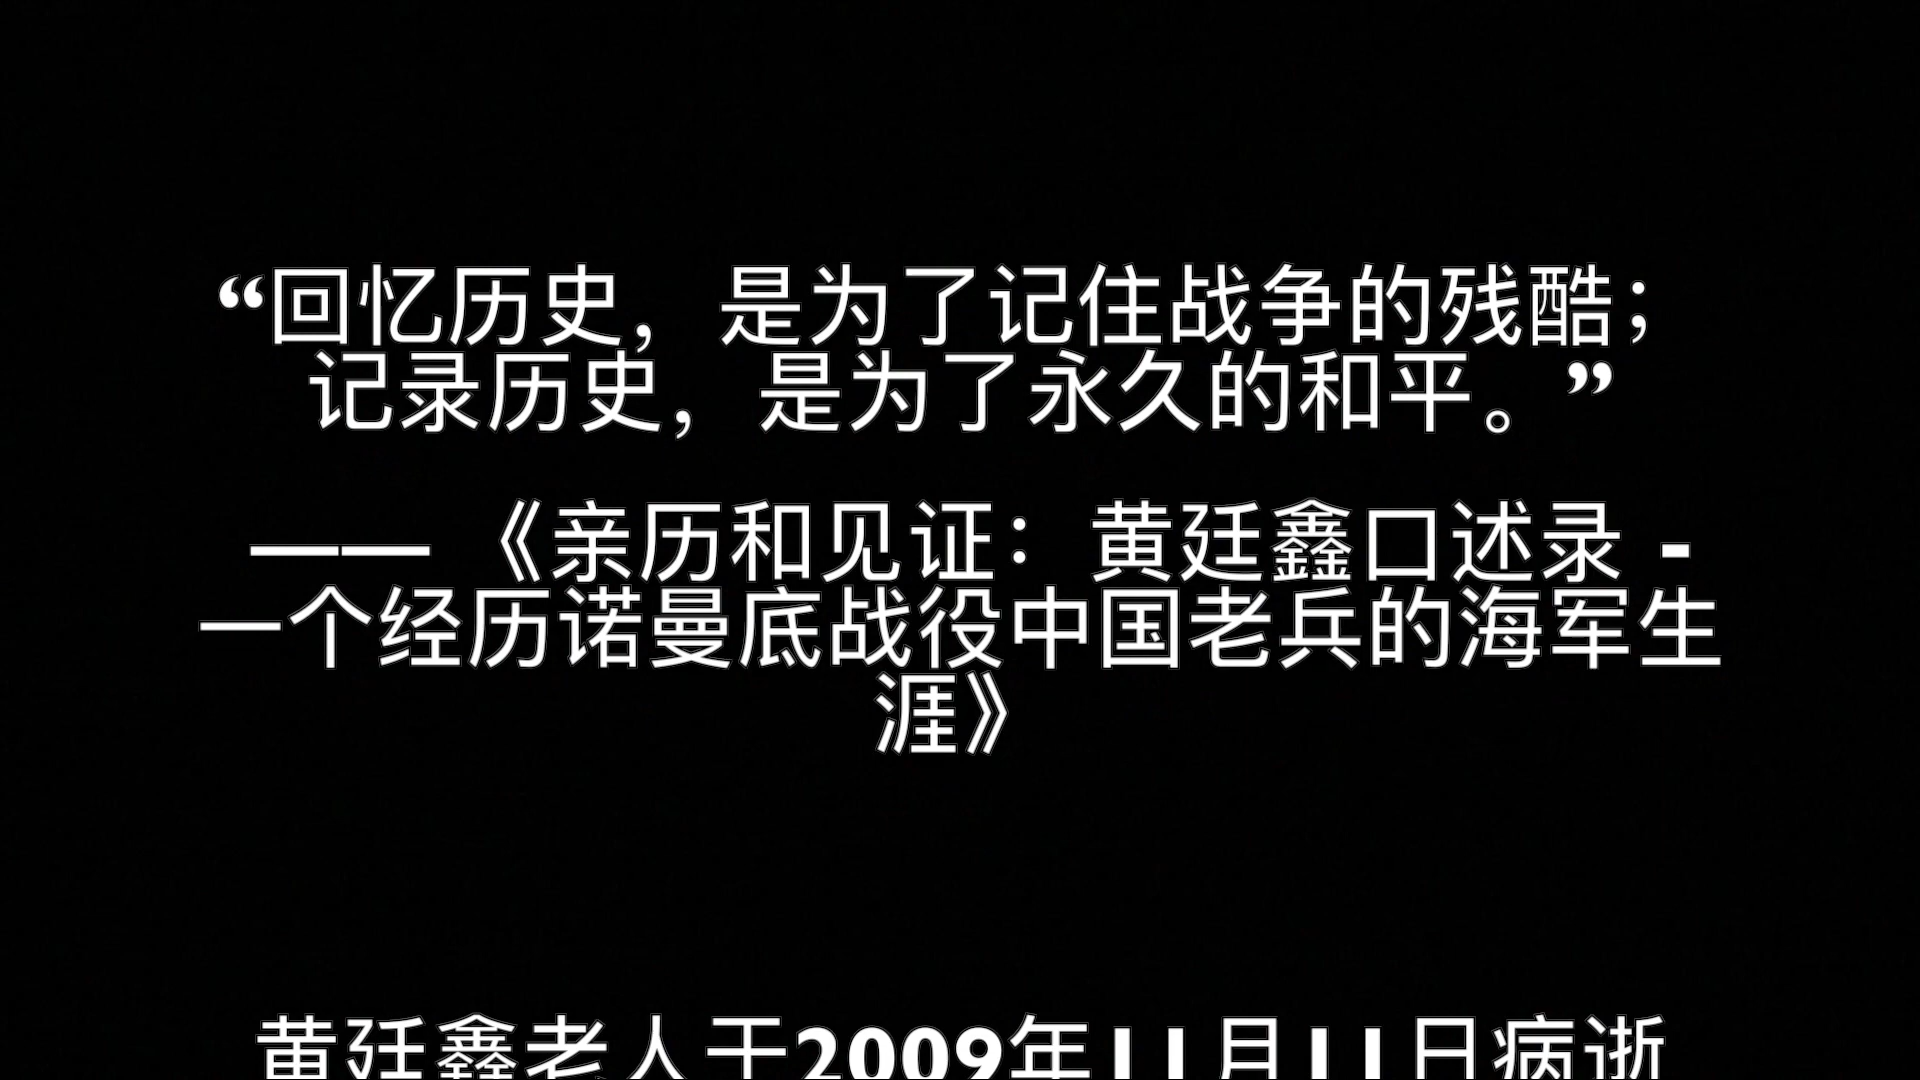 “回忆历史，是为了记住战争的残酷；
记录历史，是为了永久的和平。”
——《亲历和见证：黄廷鑫口述录 -
一个经历诺曼底战役中国老兵的海军生
涯》
黄廷鑫老人于2009年11月11日病逝